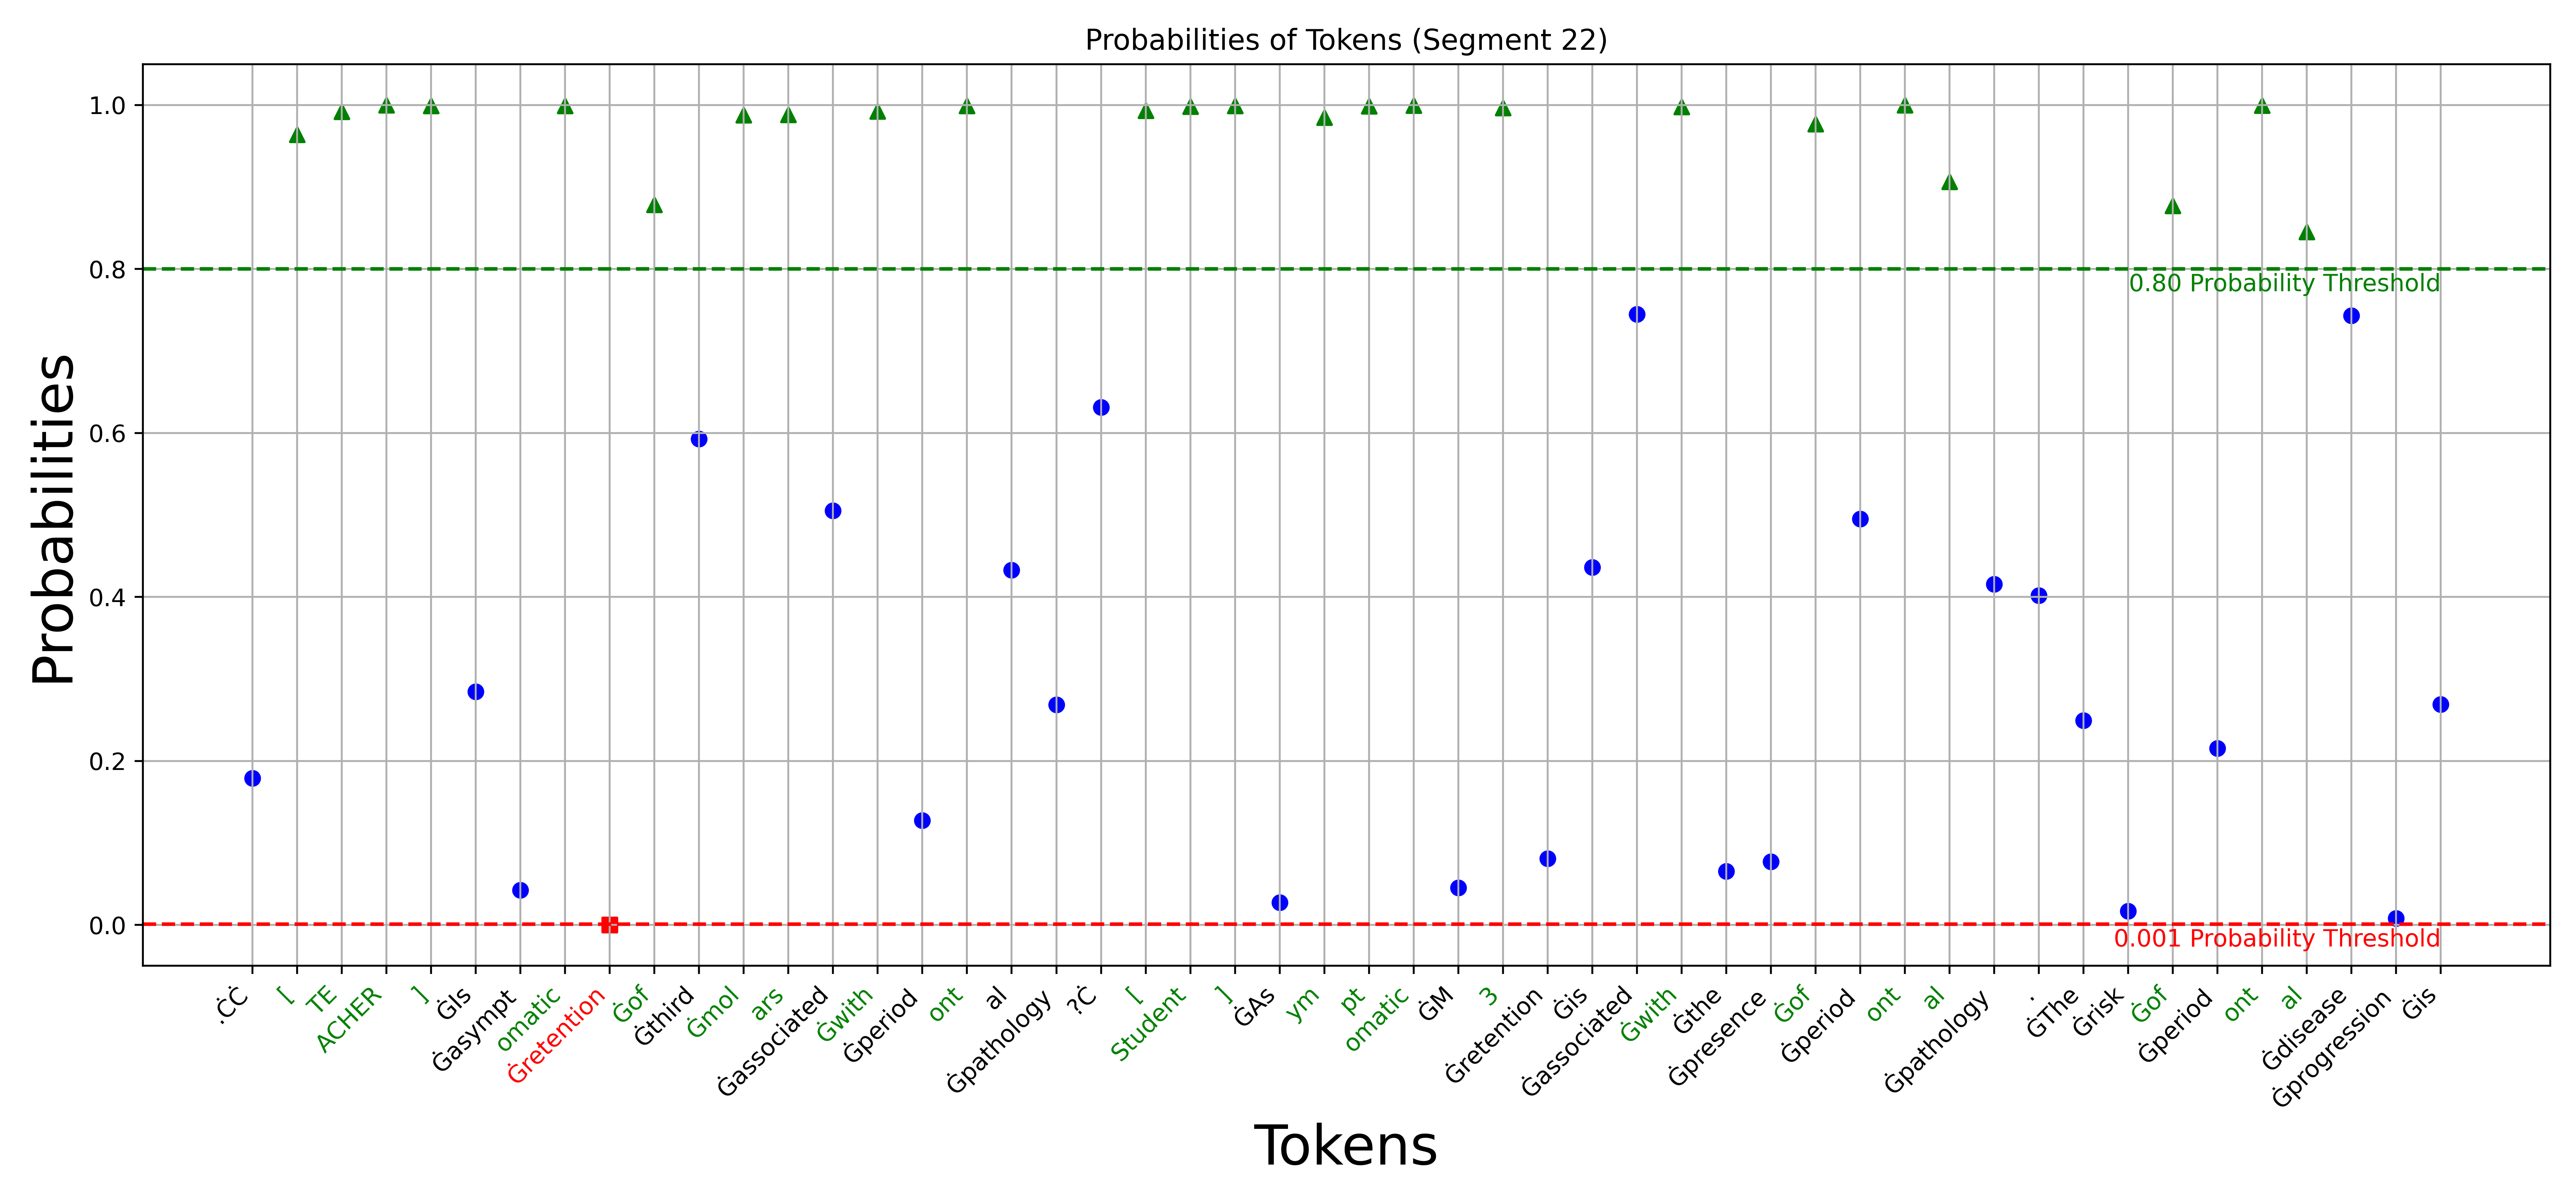 Probabilities of Tokens (Segment 22)
Probabilities
1.0
0.8
0.6
0.4
0.2
0.0
0.80 Probability Threshold
0.001 Probability Threshold
.ĊĊ
[
TE
ACHER
]
ĠIs
Ġasympt
omatic
Ġretention
Ġof
Ġthird
Ġmol
ars
Ġassociated
Ġwith
Ġperiod
ont
al
Ġpathology
?Ċ
[
Student
]
ĠAs
ym
pt
omatic
ĠM
3
Ġretention
Ġis
Ġassociated
Ġwith
Ġthe
Ġpresence
Ġof
Ġperiod
ont
al
Ġpathology
.
ĠThe
Ġrisk
Ġof
Ġperiod
ont
al
Ġdisease
Ġprogression
Ġis
Tokens